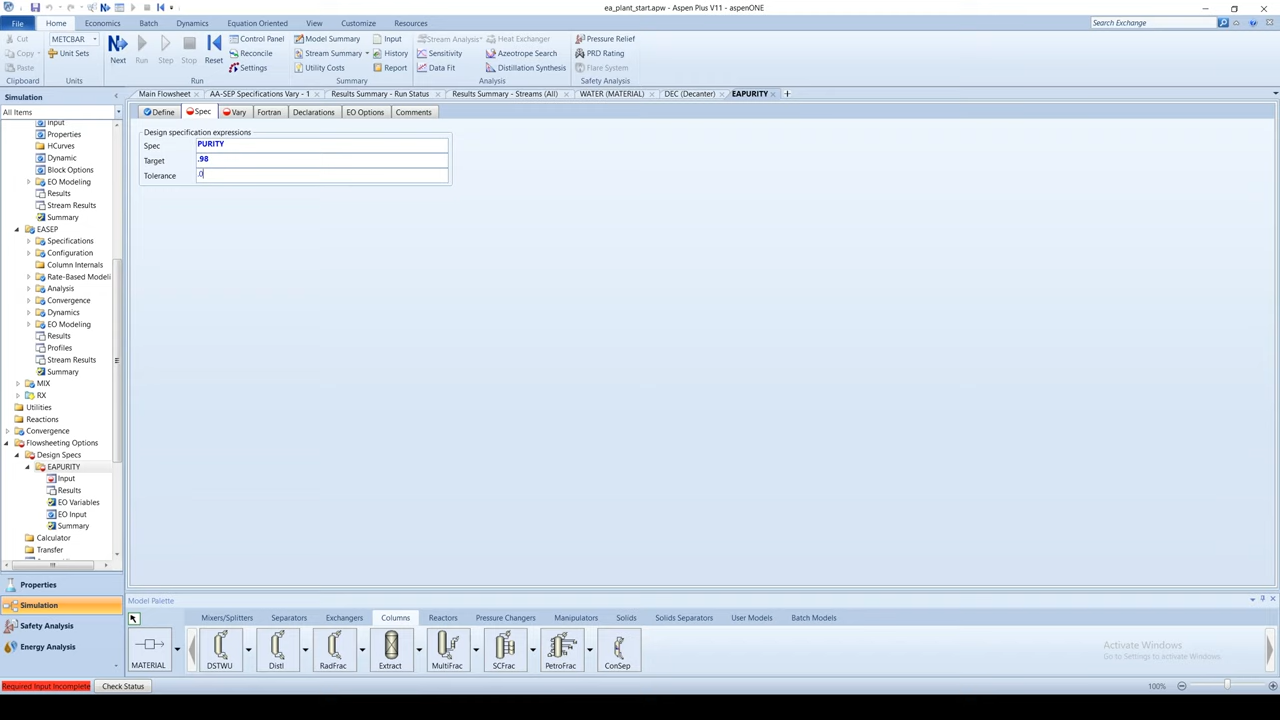 ea_plant_start.apw - Aspen Plus V11 - aspenONE
File Home Economics Batch Dynamics Equation Oriented View Customize Resources Search Exchange
Cut METCBAR Control Panel Model Summary Input Stream Analysis Heat Exchanger Pressure Relief
Copy Unit Sets Next Run Step Stop Reset Reconcile Stream Summary History Sensitivity Azeotrope Search PRD Rating
Paste Settings Utility Costs Report Data Fit Distillation Synthesis Flare System
Clipboard Units Run Summary Analysis Safety Analysis
Simulation
Main Flowsheet AA-SEP Specifications Vary - 1 Results Summary - Run Status Results Summary - Streams (All) WATER (MATERIAL) DEC (Decanter) EAPURITY
All Items
Define Spec Vary Fortran Declarations EO Options Comments
Design specification expressions
Spec PURITY
Target .98
Tolerance .0
Input
Properties
HCurves
Dynamic
Block Options
EO Modeling
Results
Stream Results
Summary
EASEP
Specifications
Configuration
Column Internals
Rate-Based Modeli
Analysis
Convergence
Dynamics
EO Modeling
Results
Profiles
Stream Results
Summary
MIX
RX
Utilities
Reactions
Convergence
Flowsheeting Options
Design Specs
EAPURITY
Input
Results
EO Variables
EO Input
Summary
Calculator
Transfer
Properties
Simulation
Safety Analysis
Energy Analysis
Model Palette
Mixers/Splitters Separators Exchangers Columns Reactors Pressure Changers Manipulators Solids Solids Separators User Models Batch Models
MATERIAL DSTWU Distl RadFrac Extract MultiFrac SCFrac PetroFrac ConSep
Activate Windows
Go to Settings to activate Windows.
Required Input Incomplete Check Status 100%